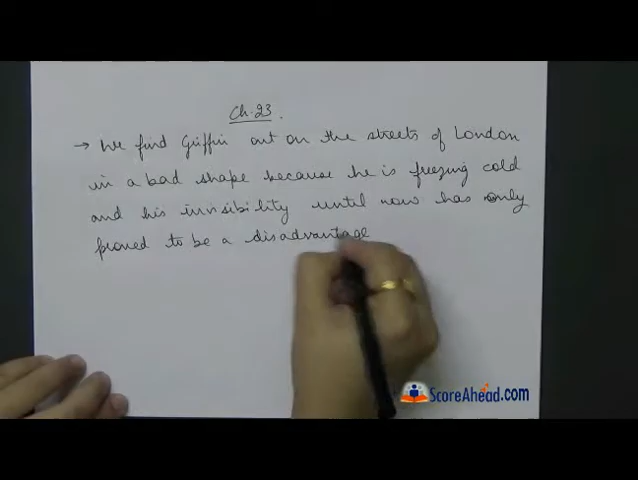 Ch.23.
→ We find Griffin out on the streets of London
in a bad shape because he is freezing cold
and his invisibility until now has only
proved to be a disadvantage
ScoreAhead.com